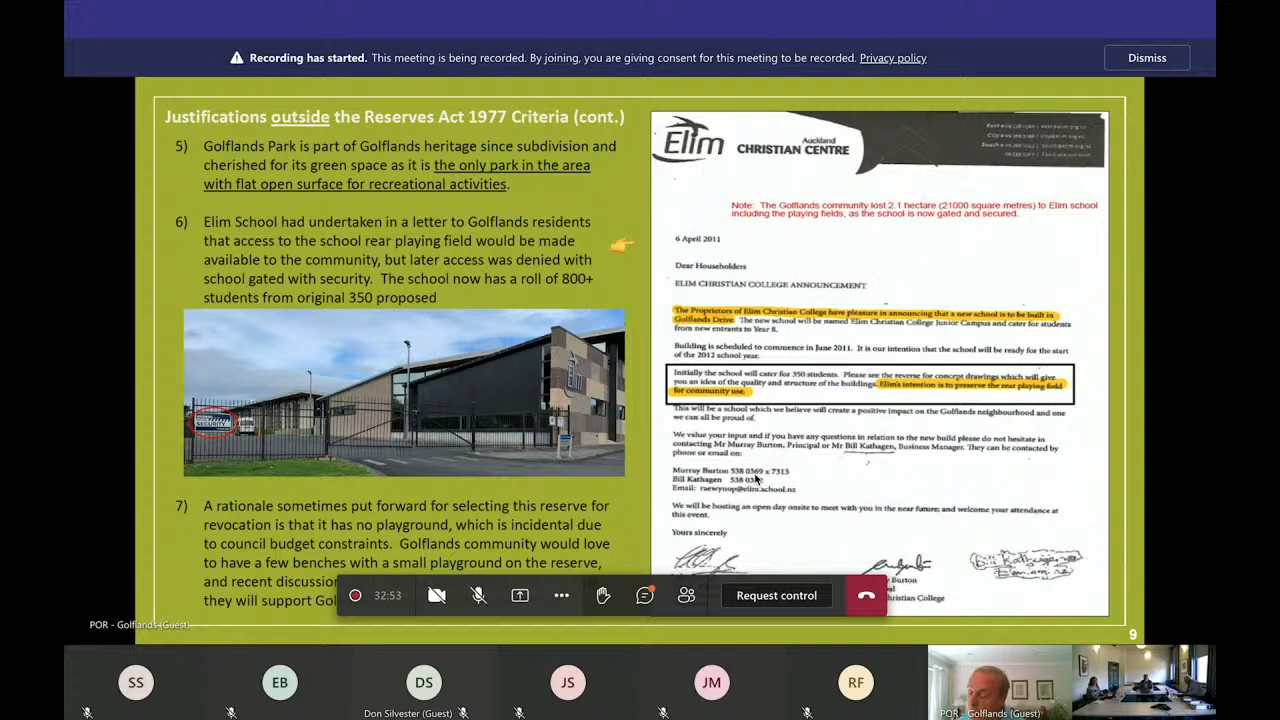 Recording has started. This meeting is being recorded. By joining, you are giving consent for this meeting to be recorded. Privacy policy
Dismiss
Justifications outside the Reserves Act 1977 Criteria (cont.)
5) Golflands Park is part of Golflands heritage since subdivision and
cherished for its green space as it is the only park in the area
with flat open surface for recreational activities.
6) Elim School had undertaken in a letter to Golflands residents
that access to the school rear playing field would be made
available to the community, but later access was denied with
school gated with security. The school now has a roll of 800+
students from original 350 proposed
Elim
SECURITY
7) A rationale sometimes put forward for selecting this reserve for
revocation is that it has no playground, which is incidental due
to council budget constraints. Golflands community would love
to have a few benches with a small playground on the reserve,
and recent discussion
they will support Gol
Elim
Auckland
CHRISTIAN CENTRE
Note: The Golflands community lost 2.1 hectare (21000 square metres) to Elim school
including the playing fields, as the school is now gated and secured.
6 April 2011
Dear Householders
ELIM CHRISTIAN COLLEGE ANNOUNCEMENT
The Proprietors of Elim Christian College have pleasure in announcing that a new school is to be built in
Golflands Drive. The new school will be named Elim Christian College Junior Campus and cater for students
from new entrants to Year 8.
Building is scheduled to commence in June 2011. It is our intention that the school will be ready for the start
of the 2012 school year.
Initially the school will cater for 350 students. Please see the reverse for concept drawings which will give
you an idea of the quality and structure of the buildings. Elim's intention is to preserve the rear playing field
for community use.
This will be a school which we believe will create a positive impact on the Golflands neighbourhood and one
we can all be proud of.
We value your input and if you have any questions in relation to the new build please do not hesitate in
contacting Mr Murray Burton, Principal or Mr Bill Kathagen, Business Manager. They can be contacted by
phone or email on:
Murray Burton 538 0369 x 7313
Bill Kathagen 538
Email: raewynop@elim.school.nz
We will be hosting an open day onsite to meet with you in the near future; and welcome your attendance at
this event.
Yours sincerely
Burton
Christian College
32:53
Request control
POR - Golflands (Guest)
9
SS
EB
DS
JS
JM
RF
Don Silvester (Guest)
POR - Golflands (Guest)